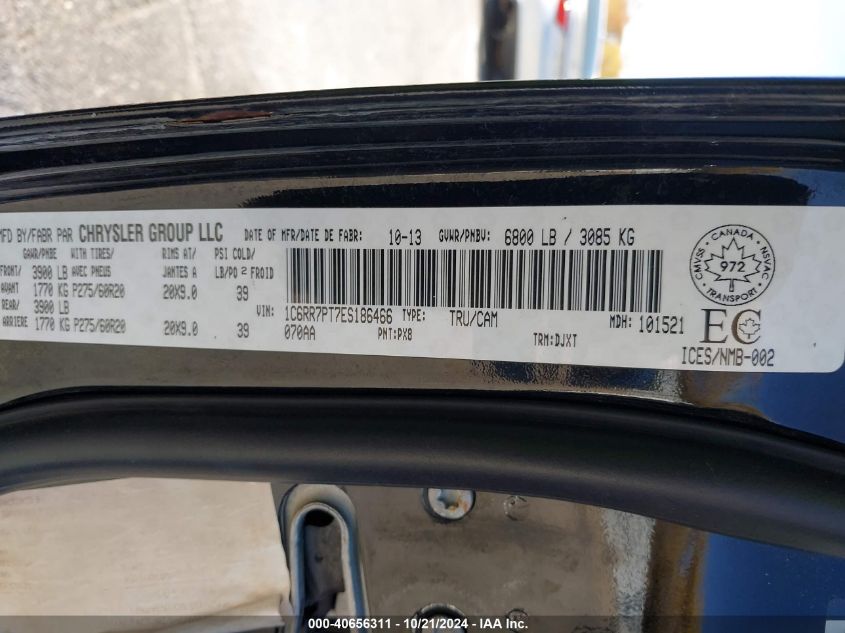 MFD BY/FABR PAR CHRYSLER GROUP LLC DATE OF MFR/DATE DE FABR: 10-13 GVWR/PNBV: 6800 LB / 3085 KG
GAWR/PNBE WITH TIRES/ RIMS AT/ PSI COLD/
FRONT/ 3900 LB AVEC PNEUS JANTES A LB/PO 2 FROID
AVANT 1770 KG P275/60R20 20X9.0 39
REAR/ 3900 LB
ARRIERE 1770 KG P275/60R20 20X9.0 39
VIN: 1C6RR7PT7ES186466 TYPE: TRU/CAM MDH: 101521
070AA PNT:PX8 TRM:DJXT
CANADA
CMVSS NSVAC
972
TRANSPORT
EC
ICES/NMB-002
000-40656311 - 10/21/2024 - IAA Inc.